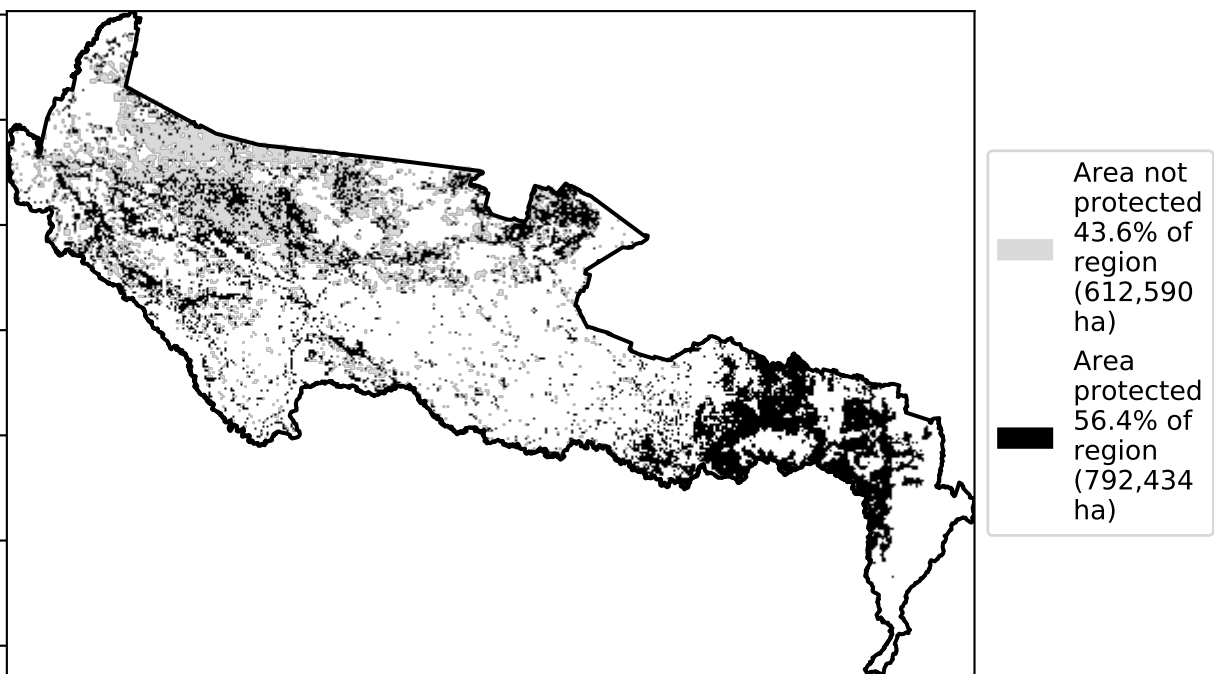 Area not
protected
43.6% of
region
(612,590
ha)
Area
protected
56.4% of
region
(792,434
ha)